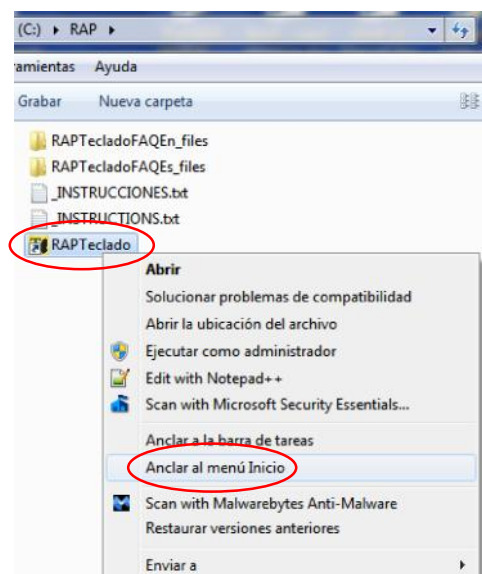 (C:) ▸ RAP ▸
ramientas Ayuda
Grabar Nueva carpeta
RAPTecladoFAQEn_files
RAPTecladoFAQEs_files
_INSTRUCCIONES.txt
_INSTRUCTIONS.txt
RAPTeclado
Abrir
Solucionar problemas de compatibilidad
Abrir la ubicación del archivo
Ejecutar como administrador
Edit with Notepad++
Scan with Microsoft Security Essentials...
Anclar a la barra de tareas
Anclar al menú Inicio
Scan with Malwarebytes Anti-Malware
Restaurar versiones anteriores
Enviar a